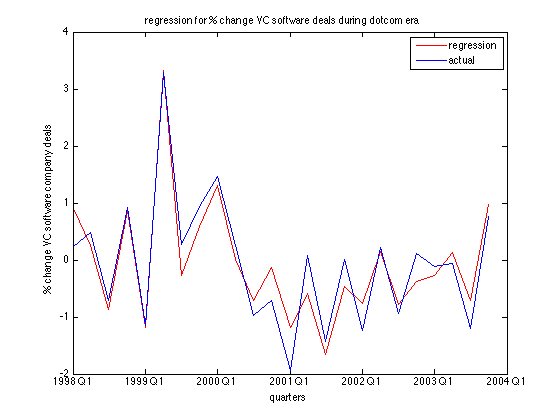 regression for % change VC software deals during dotcom era
regression
actual
% change VC software company deals
4
3
2
1
0
-1
-2
1998 Q1 1999 Q1 2000 Q1 2001 Q1 2002 Q1 2003 Q1 2004 Q1
quarters